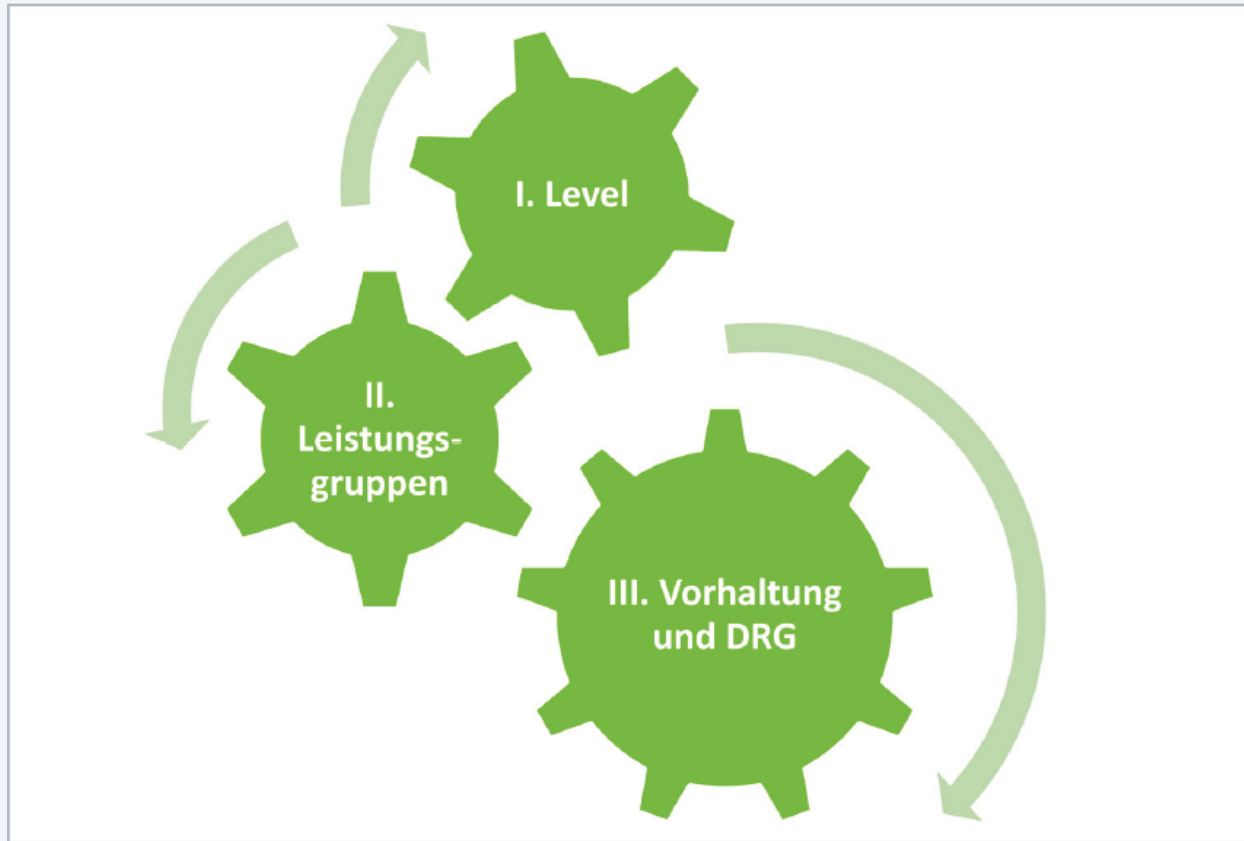 I. Level
II.
Leistungs-
gruppen
III. Vorhaltung
und DRG